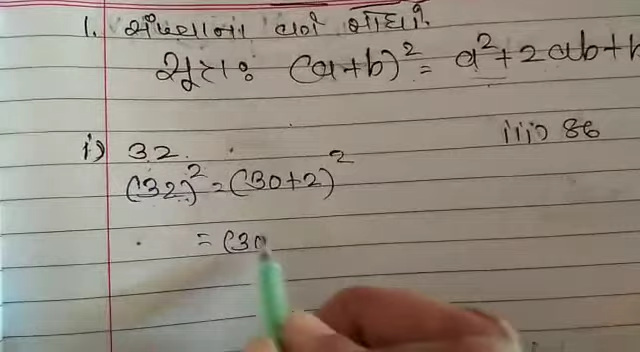 1. સંખ્યાના વર્ગ શોધો.
સૂત્રઃ (a+b)² = a²+2ab+b
i) 32.
iii) 86
(32)² = (30+2)²
= (30